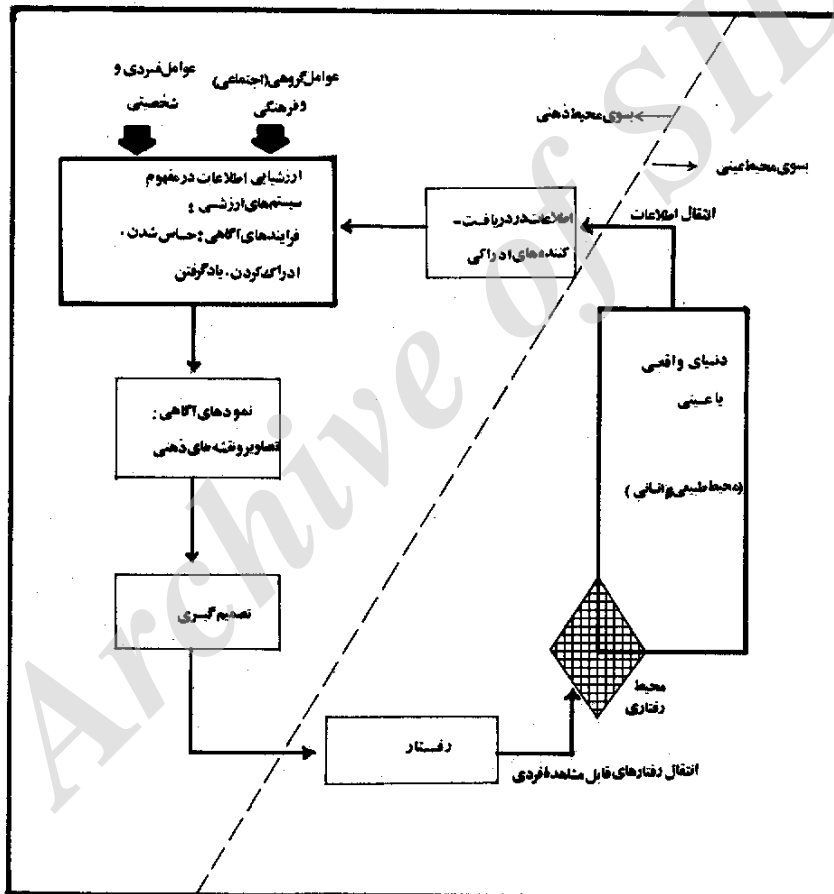 عوامل گروهی (اجتماعی)
و فرهنگی
عوامل فردی و
شخصیتی
بسوی محیط ذهنی
بسوی محیط عینی
ارزشیابی اطلاعات در مفهوم
سیستم‌های ارزشی ؛
فرایندهای آگاهی : حساس شدن ،
ادراک کردن ، یادگرفتن
اطلاعات در دریافت -
کننده‌های ادراکی
انتقال اطلاعات
دنیای واقعی
یا عینی
(محیط طبیعی و انسانی)
نمودهای آگاهی :
تصاویر و نقشه‌های ذهنی
تصمیم گیری
محیط
رفتاری
رفتار
انتقال رفتارهای قابل مشاهدهٔ فردی
Archive of SID